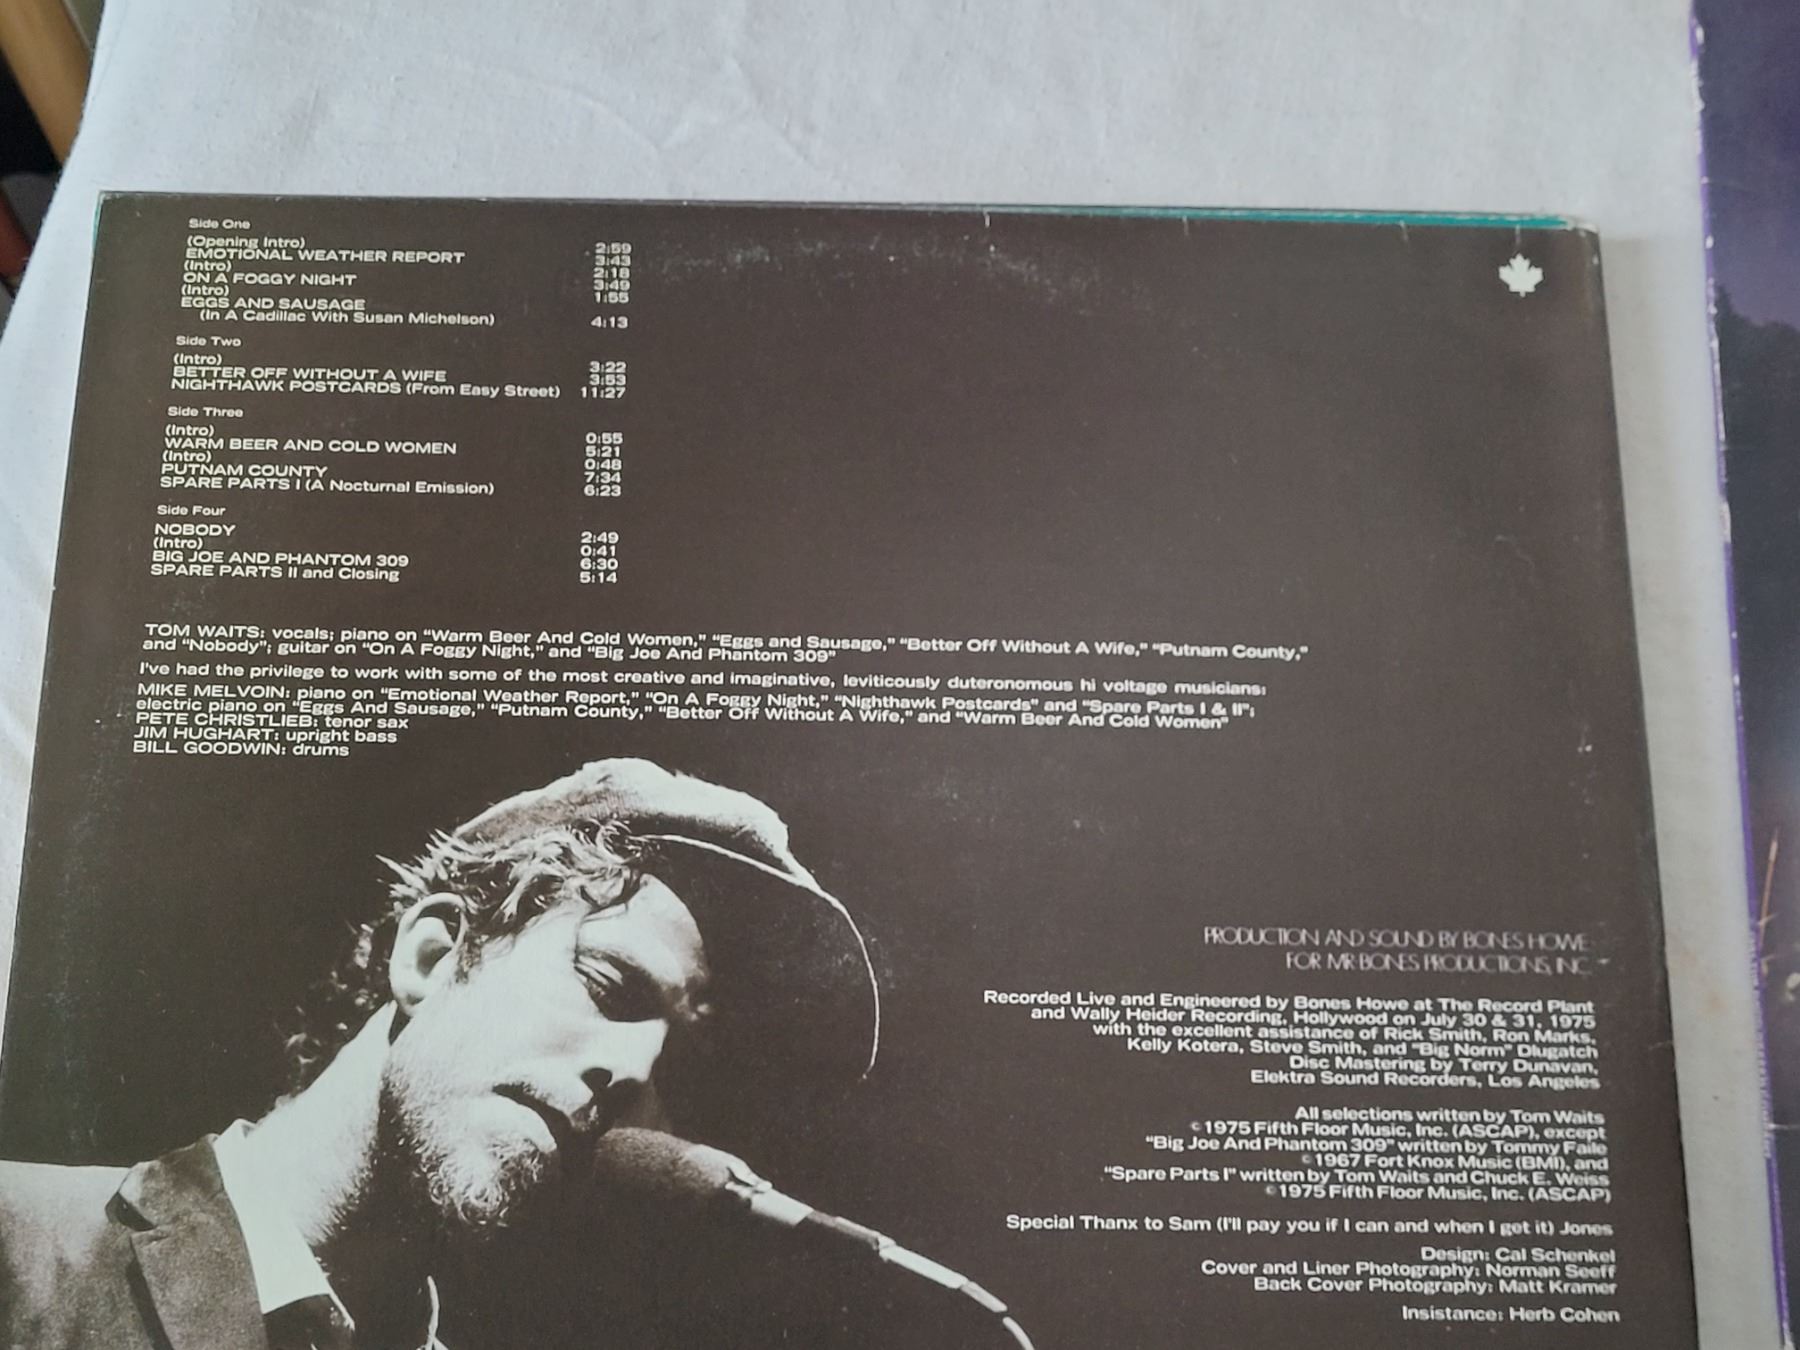 Side One
(Opening Intro) 2:59
EMOTIONAL WEATHER REPORT 3:43
(Intro) 2:18
ON A FOGGY NIGHT 3:49
(Intro) 1:55
EGGS AND SAUSAGE
(In A Cadillac With Susan Michelson) 4:13
Side Two
(Intro) 3:22
BETTER OFF WITHOUT A WIFE 3:53
NIGHTHAWK POSTCARDS (From Easy Street) 11:27
Side Three
(Intro) 0:55
WARM BEER AND COLD WOMEN 5:21
(Intro) 0:48
PUTNAM COUNTY 7:34
SPARE PARTS I (A Nocturnal Emission) 6:23
Side Four
NOBODY 2:49
(Intro) 0:41
BIG JOE AND PHANTOM 309 6:30
SPARE PARTS II and Closing 5:14
TOM WAITS: vocals; piano on “Warm Beer And Cold Women,” “Eggs and Sausage,” “Better Off Without A Wife,” “Putnam County,”
and “Nobody”; guitar on “On A Foggy Night,” and “Big Joe And Phantom 309”
I've had the privilege to work with some of the most creative and imaginative, leviticously duteronomous hi voltage musicians:
MIKE MELVOIN: piano on “Emotional Weather Report,” “On A Foggy Night,” “Nighthawk Postcards” and “Spare Parts I & II”;
electric piano on “Eggs And Sausage,” “Putnam County,” “Better Off Without A Wife,” and “Warm Beer And Cold Women”
PETE CHRISTLIEB: tenor sax
JIM HUGHART: upright bass
BILL GOODWIN: drums
PRODUCTION AND SOUND BY BONES HOWE
FOR MR. BONES PRODUCTIONS, INC.
Recorded Live and Engineered by Bones Howe at The Record Plant
and Wally Heider Recording, Hollywood on July 30 & 31, 1975
with the excellent assistance of Rick Smith, Ron Marks,
Kelly Kotera, Steve Smith, and “Big Norm” Dlugatch
Disc Mastering by Terry Dunavan,
Elektra Sound Recorders, Los Angeles
All selections written by Tom Waits
©1975 Fifth Floor Music, Inc. (ASCAP), except
“Big Joe And Phantom 309” written by Tommy Faile
©1967 Fort Knox Music (BMI), and
“Spare Parts I” written by Tom Waits and Chuck E. Weiss
©1975 Fifth Floor Music, Inc. (ASCAP)
Special Thanx to Sam (I'll pay you if I can and when I get it) Jones
Design: Cal Schenkel
Cover and Liner Photography: Norman Seeff
Back Cover Photography: Matt Kramer
Insistance: Herb Cohen